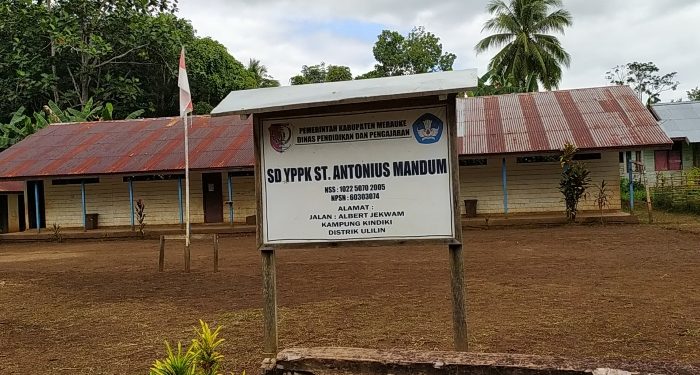 PEMERINTAH KABUPATEN MERAUKE
DINAS PENDIDIKAN DAN PENGAJARAN
SD YPPK ST. ANTONIUS MANDUM
NSS : 1022 5070 2005
NPSN : 60303074
ALAMAT :
JALAN : ALBERT JEKWAM
KAMPUNG KINDIKI
DISTRIK ULILIN